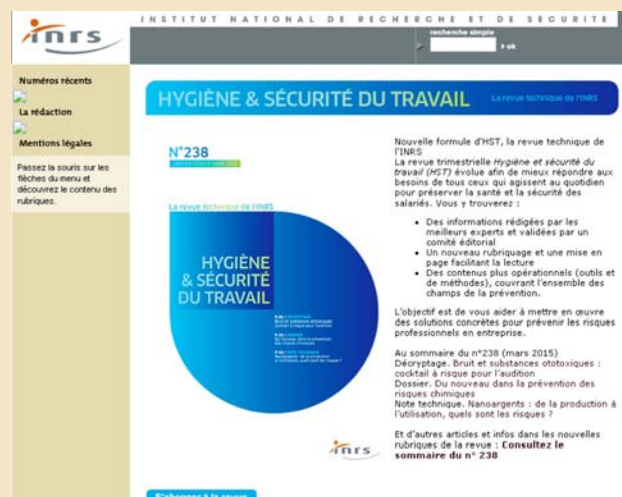 inrs
INSTITUT NATIONAL DE RECHERCHE ET DE SECURITE
recherche simple
ok
Numéros récents
La rédaction
Mentions légales
Passez la souris sur les
flèches du menu et
découvrez le contenu des
rubriques.
HYGIÈNE & SÉCURITÉ DU TRAVAIL La revue technique de l'INRS
N°238
La revue technique de l'INRS
HYGIÈNE
& SÉCURITÉ
DU TRAVAIL
inrs
Nouvelle formule d'HST, la revue technique de
l'INRS
La revue trimestrielle Hygiène et sécurité du
travail (HST) évolue afin de mieux répondre aux
besoins de tous ceux qui agissent au quotidien
pour préserver la santé et la sécurité des
salariés. Vous y trouverez :
• Des informations rédigées par les
meilleurs experts et validées par un
comité éditorial
• Un nouveau rubriquage et une mise en
page facilitant la lecture
• Des contenus plus opérationnels (outils et
de méthodes), couvrant l'ensemble des
champs de la prévention.
L'objectif est de vous aider à mettre en œuvre
des solutions concrètes pour prévenir les risques
professionnels en entreprise.
Au sommaire du n°238 (mars 2015)
Décryptage. Bruit et substances ototoxiques :
cocktail à risque pour l'audition
Dossier. Du nouveau dans la prévention des
risques chimiques
Note technique. Nanoargents : de la production à
l'utilisation, quels sont les risques ?
Et d'autres articles et infos dans les nouvelles
rubriques de la revue : Consultez le
sommaire du n° 238
S'abonner à la revue